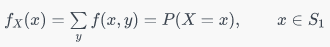 f_X(x) = \sum_y f(x, y) = P(X = x), \qquad x \in S_1